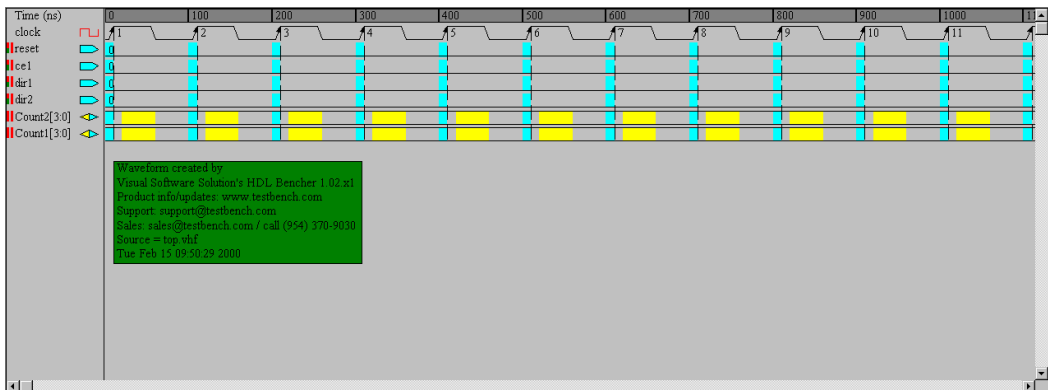 Time (ns) 0 100 200 300 400 500 600 700 800 900 1000 11
clock 1 2 3 4 5 6 7 8 9 10 11
reset 0
ce1 0
dir1 0
dir2 0
Count2[3:0]
Count1[3:0]
Waveform created by
Visual Software Solution's HDL Bencher 1.02.x1
Product info/updates: www.testbench.com
Support: support@testbench.com
Sales: sales@testbench.com / call (954) 370-9030
Source = top.vhf
Tue Feb 15 09:50:29 2000